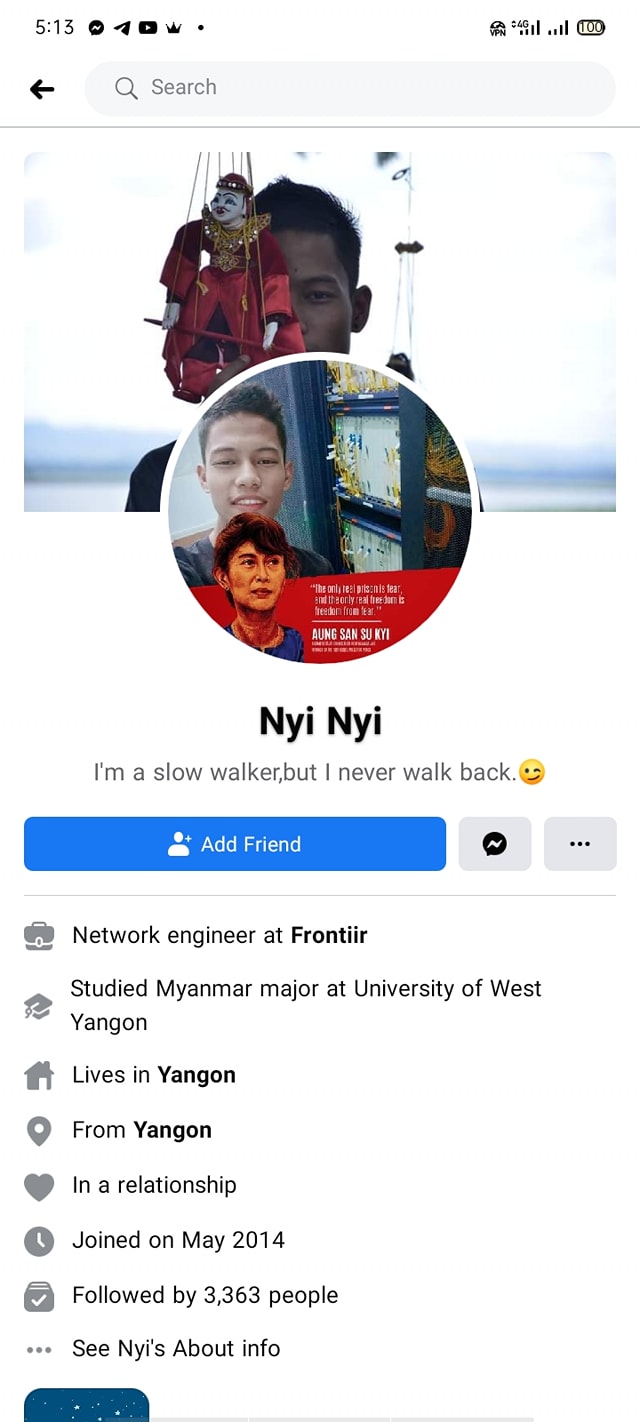 5:13
VPN 4G 100
Search
"The only real prison is fear,
and the only real freedom is
freedom from fear."
AUNG SAN SU KYI
Nyi Nyi
I'm a slow walker,but I never walk back.😉
Add Friend
Network engineer at Frontiir
Studied Myanmar major at University of West
Yangon
Lives in Yangon
From Yangon
In a relationship
Joined on May 2014
Followed by 3,363 people
See Nyi's About info